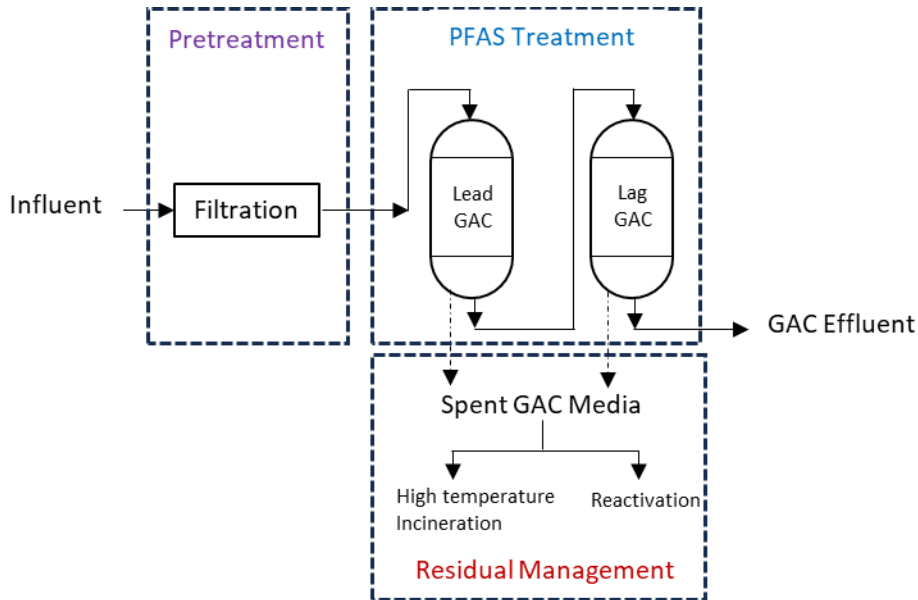 Pretreatment
PFAS Treatment
Influent
Filtration
Lead
GAC
Lag
GAC
GAC Effluent
Spent GAC Media
High temperature
Incineration
Reactivation
Residual Management